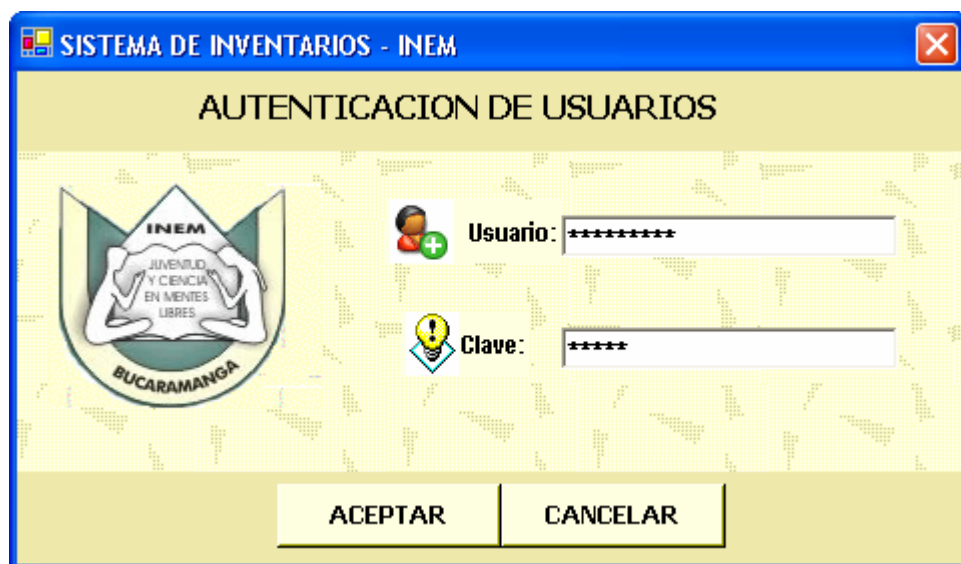 SISTEMA DE INVENTARIOS - INEM
AUTENTICACION DE USUARIOS
INEM
JUVENTUD
Y CIENCIA
EN MENTES
LIBRES
BUCARAMANGA
Usuario: *********
Clave: *****
ACEPTAR
CANCELAR